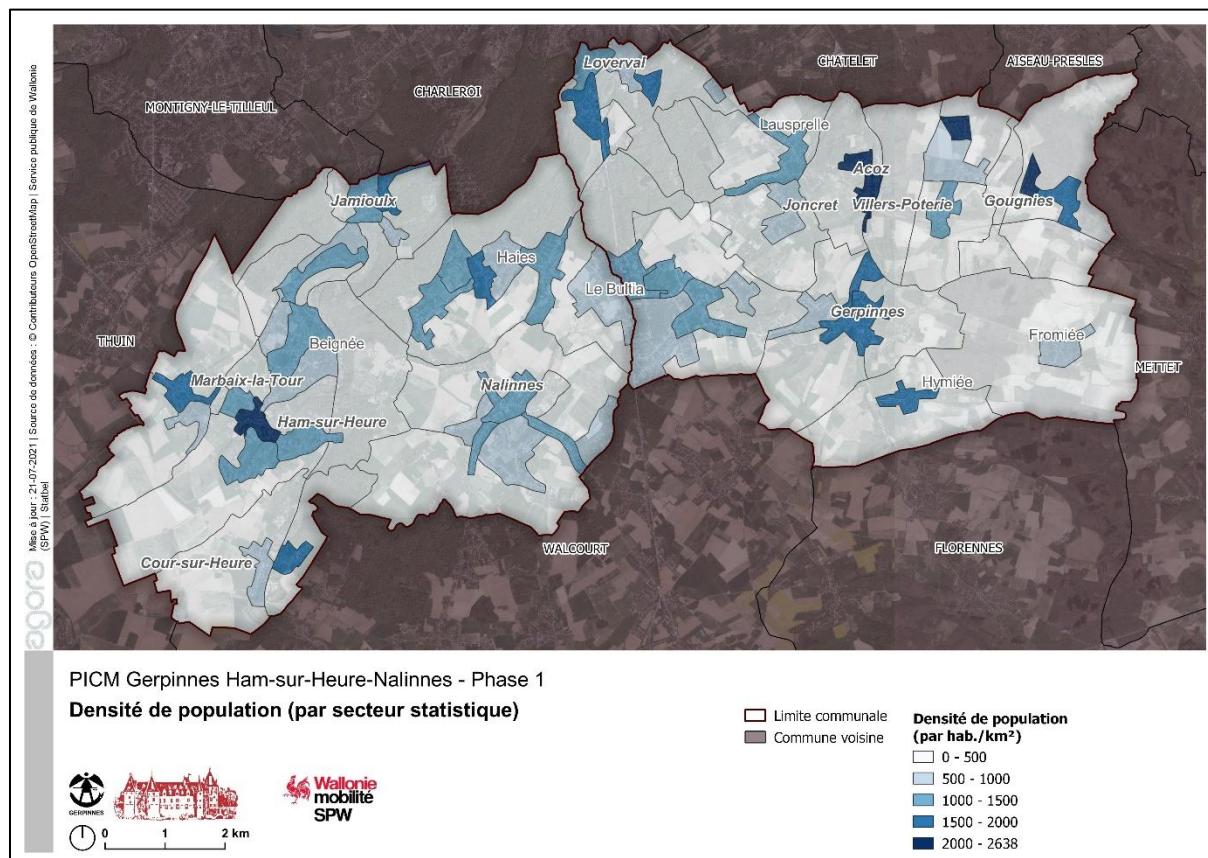 Loverval
CHATELET
AISEAU-PRESLES
CHARLEROI
MONTIGNY-LE-TILLEUL
Lausprelle
Acoz
Jamioulx
Joncret
Villers-Poterie
Gougnies
Haies
Le Bultia
Gerpinnes
THUIN
Beignée
Fromiée
METTET
Marbaix-la-Tour
Nalinnes
Hymiée
Ham-sur-Heure
WALCOURT
FLORENNES
Cour-sur-Heure
Mise à jour : 21-07-2021 | Source de données : © Contributeurs OpenStreetMap | Service publique de Wallonie
(SPW) | Statbel
agora
PICM Gerpinnes Ham-sur-Heure-Nalinnes - Phase 1
Densité de population (par secteur statistique)
Limite communale
Commune voisine
Densité de population
(par hab./km²)
0 - 500
500 - 1000
1000 - 1500
1500 - 2000
2000 - 2638
GERPINNES
Wallonie
mobilité
SPW
0 1 2 km